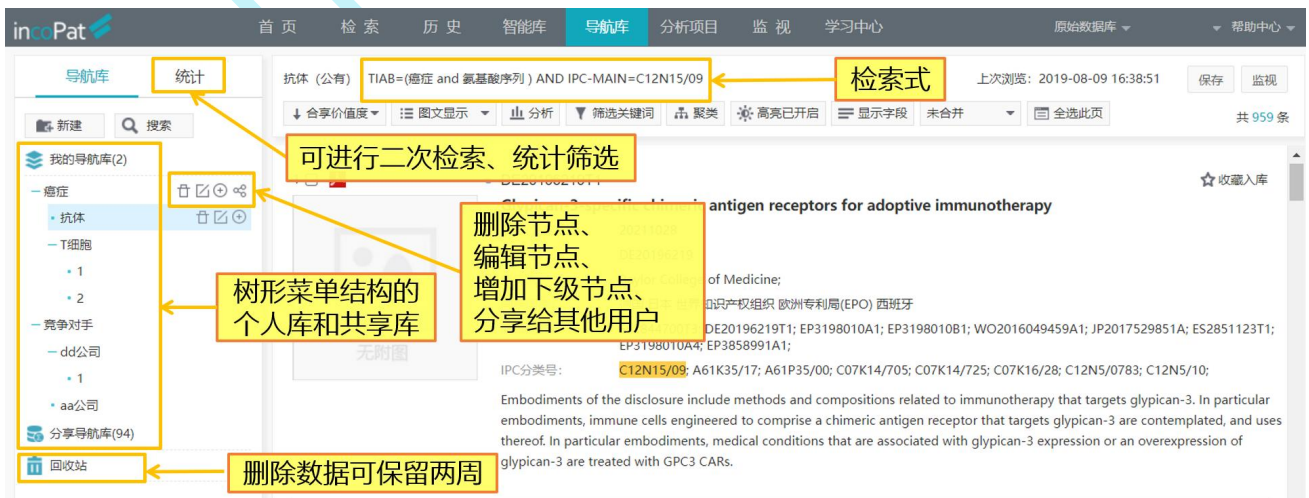 incoPat
首 页 检 索 历 史 智能库 导航库 分析项目 监 视 学习中心 原始数据库 帮助中心
导航库 统计
抗体 (公有) TIAB=(癌症 and 氨基酸序列 ) AND IPC-MAIN=C12N15/09
检索式
上次浏览: 2019-08-09 16:38:51 保存 监视
新建 搜索
合享价值度 图文显示 分析 筛选关键词 聚类 高亮已开启 显示字段 未合并 全选此页 共 959 条
我的导航库(2)
可进行二次检索、统计筛选
收藏入库
癌症
antigen receptors for adoptive immunotherapy
抗体
T细胞
1
2
删除节点、
编辑节点、
增加下级节点、
分享给其他用户
of Medicine;
树形菜单结构的
个人库和共享库
知识产权组织 欧洲专利局(EPO) 西班牙
竞争对手
DE20196219T1; EP3198010A1; EP3198010B1; WO2016049459A1; JP2017529851A; ES2851123T1;
dd公司
EP3198010A4; EP3858991A1;
无附图
1
IPC分类号: C12N15/09; A61K35/17; A61P35/00; C07K14/705; C07K14/725; C07K16/28; C12N5/0783; C12N5/10;
aa公司
Embodiments of the disclosure include methods and compositions related to immunotherapy that targets glypican-3. In particular
embodiments, immune cells engineered to comprise a chimeric antigen receptor that targets glypican-3 are contemplated, and uses
分享导航库(94)
thereof. In particular embodiments, medical conditions that are associated with glypican-3 expression or an overexpression of
glypican-3 are treated with GPC3 CARs.
回收站
删除数据可保留两周